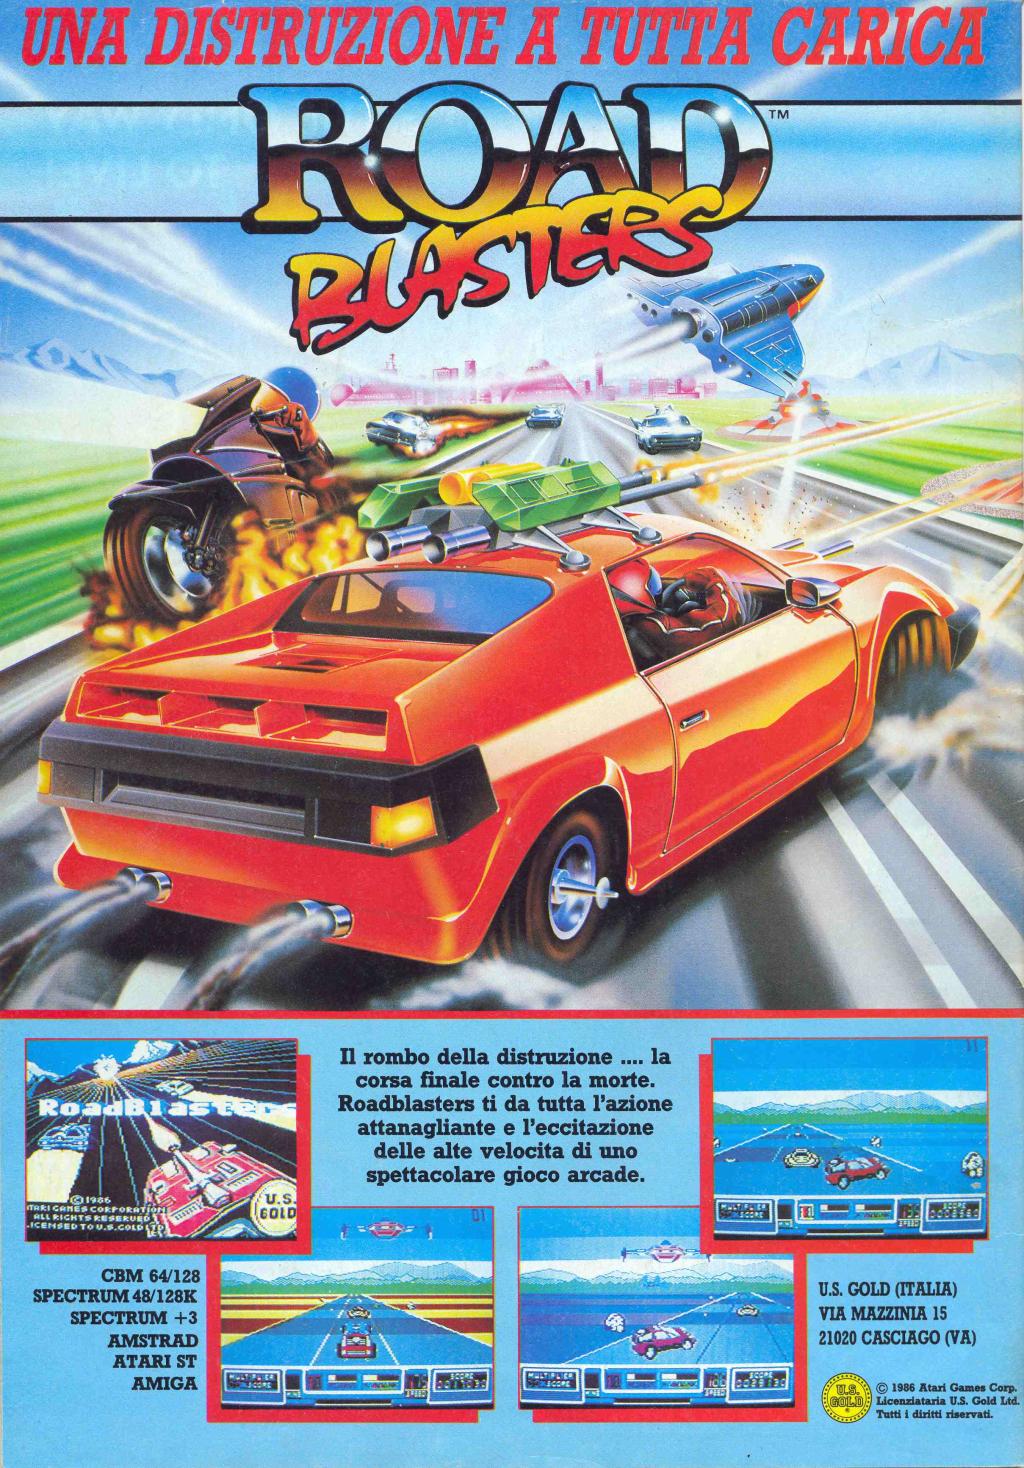 UNA DISTRUZIONE A TUTTA CARICA
ROAD TM
BLASTERS
RoadBlasters
© 1986
ATARI GAMES CORPORATION
ALL RIGHTS RESERVED
LICENSED TO U.S. GOLD LTD
U.S.
GOLD
Il rombo della distruzione .... la
corsa finale contro la morte.
Roadblasters ti da tutta l'azione
attanagliante e l'eccitazione
delle alte velocita di uno
spettacolare gioco arcade.
CBM 64/128
SPECTRUM 48/128K
SPECTRUM +3
AMSTRAD
ATARI ST
AMIGA
U.S. GOLD (ITALIA)
VIA MAZZINIA 15
21020 CASCIAGO (VA)
U.S.
GOLD
© 1986 Atari Games Corp.
Licenziataria U.S. Gold Ltd.
Tutti i diritti riservati.